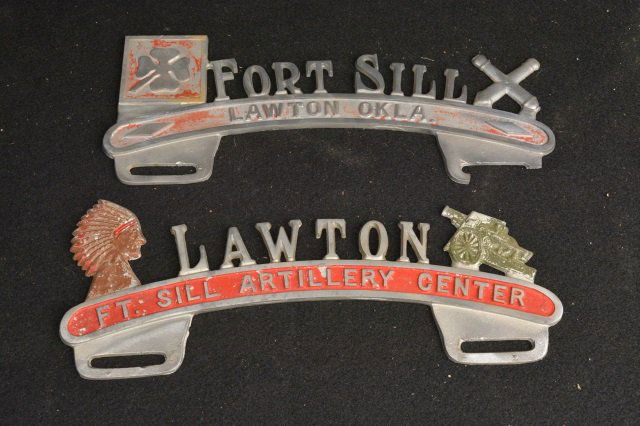 FORT SILL
LAWTON OKLA.
LAWTON
FT. SILL ARTILLERY CENTER